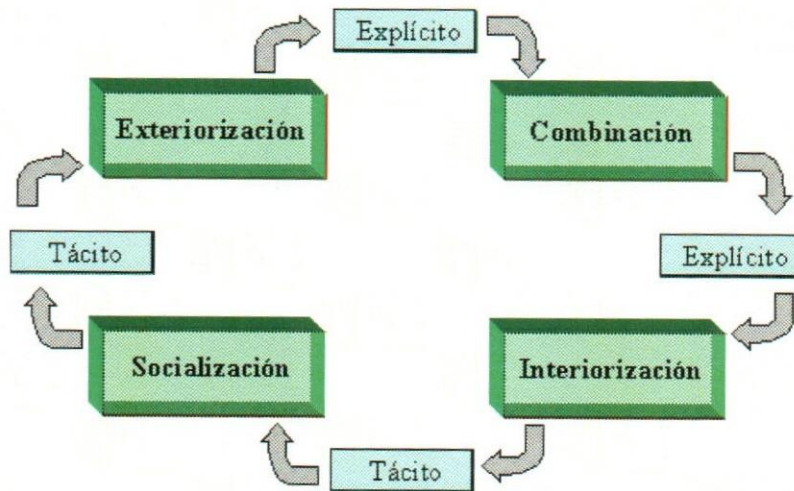 Explícito
Exteriorización
Combinación
Tácito
Explícito
Socialización
Interiorización
Tácito